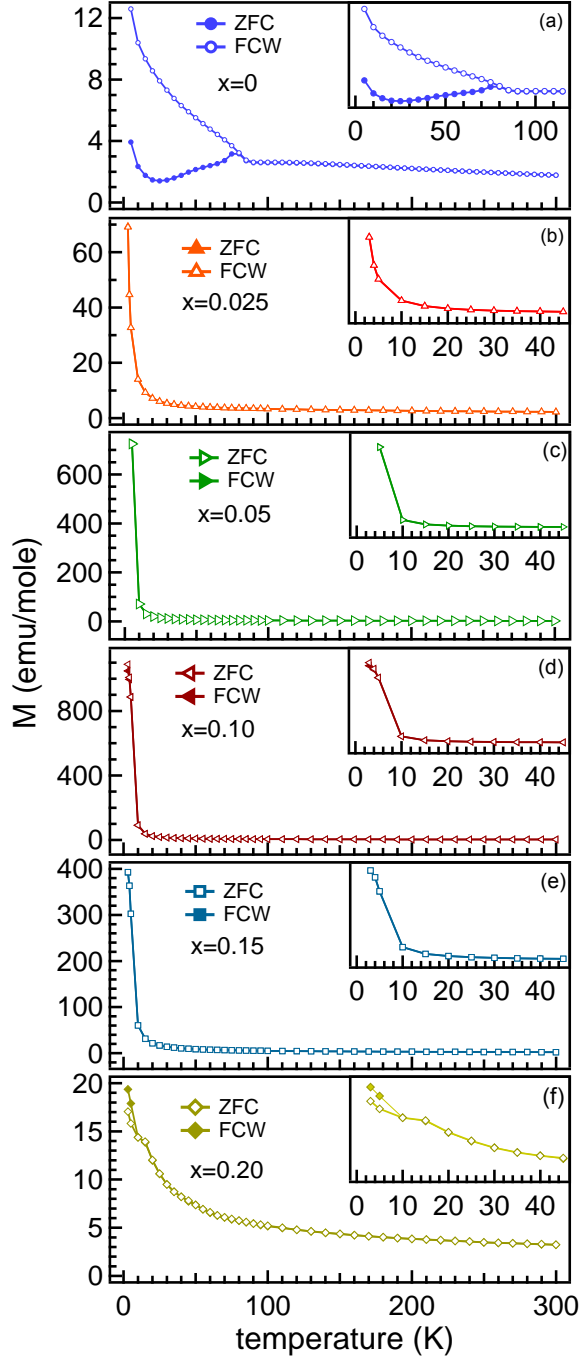 M (emu/mole)
12
8
4
0
ZFC
FCW
x=0
(a)
0 50 100
60
40
20
0
ZFC
FCW
x=0.025
(b)
0 10 20 30 40
600
400
200
0
ZFC
FCW
x=0.05
(c)
0 10 20 30 40
800
400
0
ZFC
FCW
x=0.10
(d)
0 10 20 30 40
400
300
200
100
0
ZFC
FCW
x=0.15
(e)
0 10 20 30 40
20
15
10
5
0
ZFC
FCW
x=0.20
(f)
0 10 20 30 40
0 100 200 300
temperature (K)